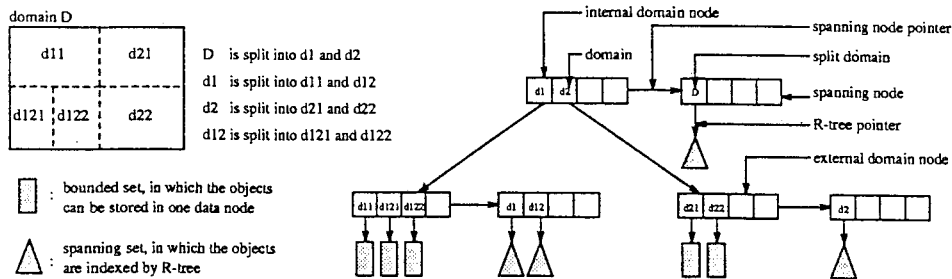 domain D
d11
d21
d121
d122
d22
D is split into d1 and d2
d1 is split into d11 and d12
d2 is split into d21 and d22
d12 is split into d121 and d122
: bounded set, in which the objects
can be stored in one data node
: spanning set, in which the objects
are indexed by R-tree
internal domain node
spanning node pointer
domain
split domain
d1
d2
D
spanning node
R-tree pointer
external domain node
d11
d121
d122
d1
d12
d21
d22
d2